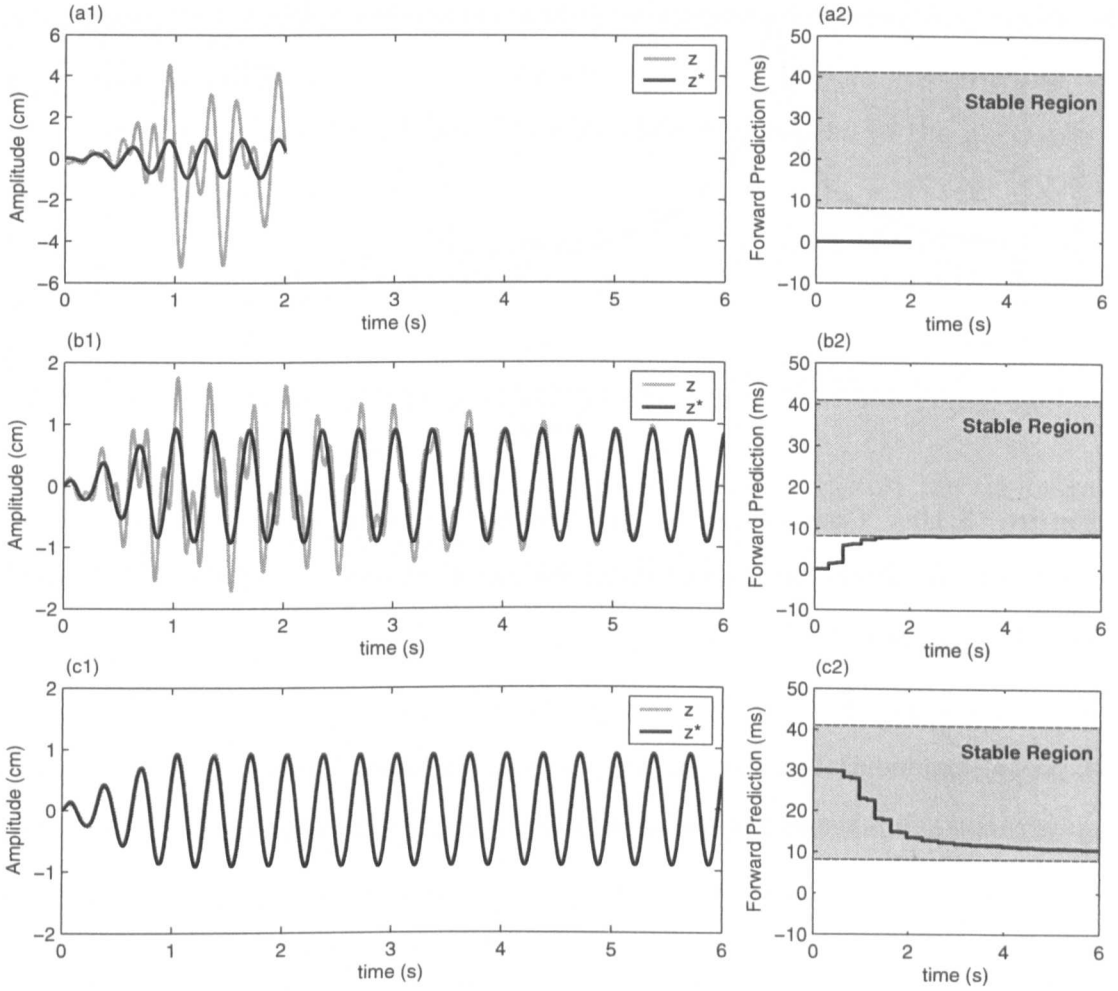 (a1)
6
4
2
0
−2
−4
−6
Amplitude (cm)
z
z*
0 1 2 3 4 5 6
time (s)
(a2)
50
40
30
20
10
0
−10
Forward Prediction (ms)
Stable Region
0 2 4 6
time (s)
(b1)
2
1
0
−1
−2
Amplitude (cm)
z
z*
0 1 2 3 4 5 6
time (s)
(b2)
50
40
30
20
10
0
−10
Forward Prediction (ms)
Stable Region
0 2 4 6
time (s)
(c1)
2
1
0
−1
−2
Amplitude (cm)
z
z*
0 1 2 3 4 5 6
time (s)
(c2)
50
40
30
20
10
0
−10
Forward Prediction (ms)
Stable Region
0 2 4 6
time (s)